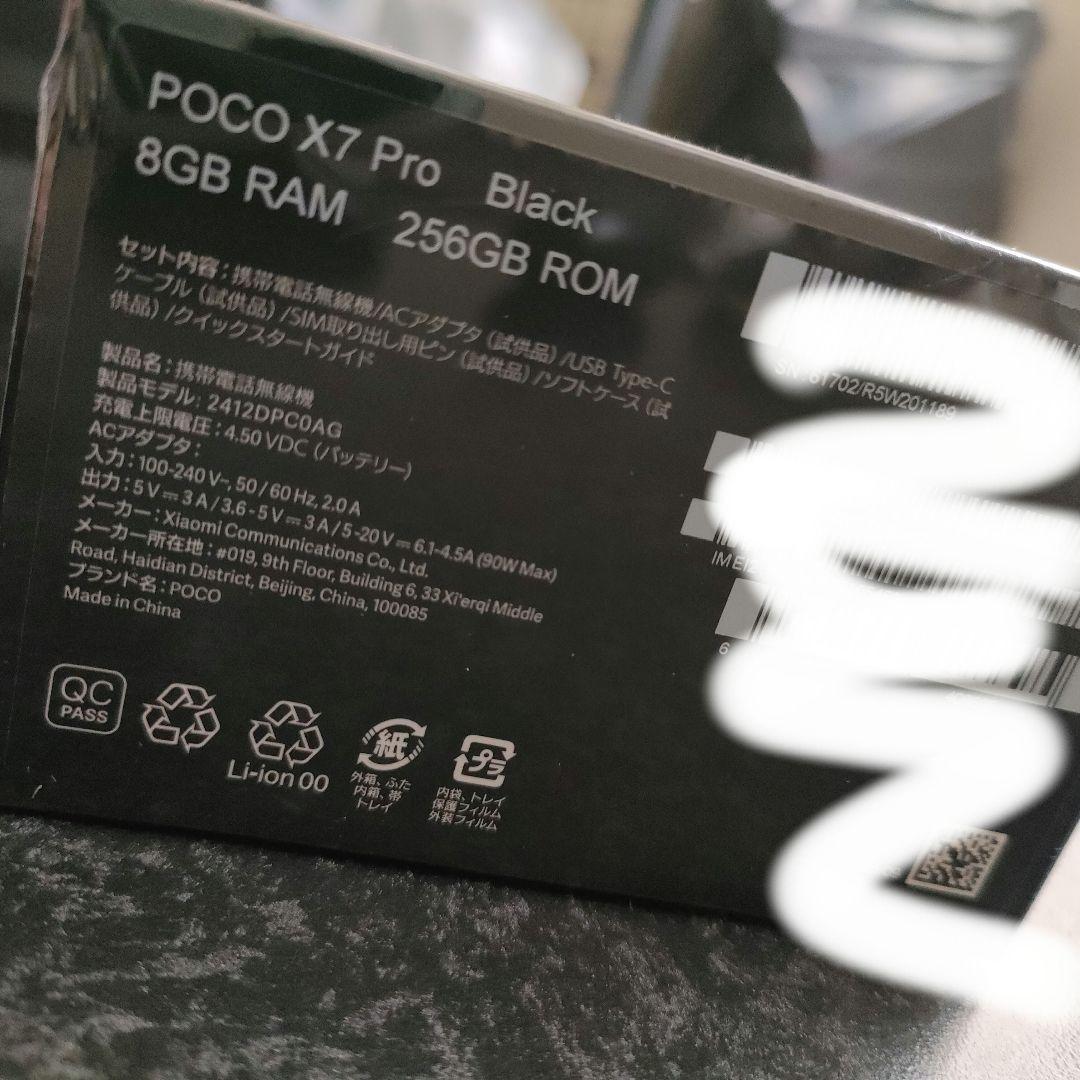 POCO X7 Pro Black
8GB RAM 256GB ROM
セット内容：携帯電話無線機/ACアダプタ（試供品）/USB Type-C
ケーブル（試供品）/SIM取り出し用ピン（試供品）/ソフトケース（試
供品）/クイックスタートガイド
製品名：携帯電話無線機
製品モデル：2412DPC0AG
充電上限電圧：4.50 VDC（バッテリー）
ACアダプタ：
入力：100-240 V~, 50/60 Hz, 2.0 A
出力：5 V⎓3 A / 3.6 - 5 V⎓3 A / 5 -20 V⎓6.1-4.5A (90W Max)
メーカー：Xiaomi Communications Co., Ltd.
メーカー所在地：#019, 9th Floor, Building 6, 33 Xi'erqi Middle
Road, Haidian District, Beijing, China, 100085
ブランド名：POCO
Made in China
QC
PASS
Li-ion 00
紙
外箱、ふた
内箱、帯
トレイ
プラ
内袋、トレイ
保護フィルム
外装フィルム
SN: 61702/R5W201189
IMEI
6